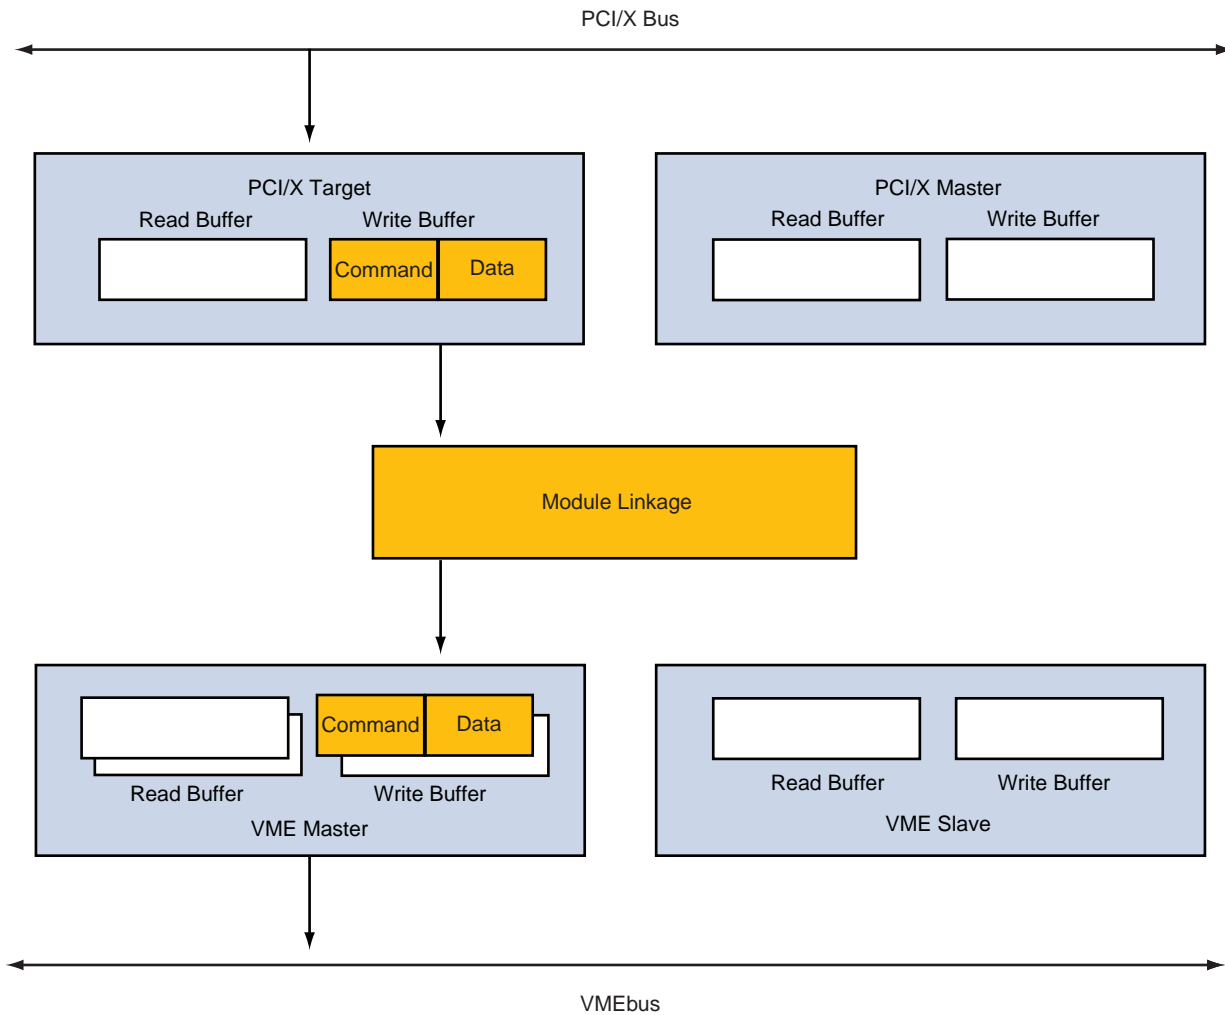 PCI/X Bus
PCI/X Target
Read Buffer
Write Buffer
Command
Data
PCI/X Master
Read Buffer
Write Buffer
Module Linkage
Command
Data
Read Buffer
Write Buffer
VME Master
Read Buffer
Write Buffer
VME Slave
VMEbus